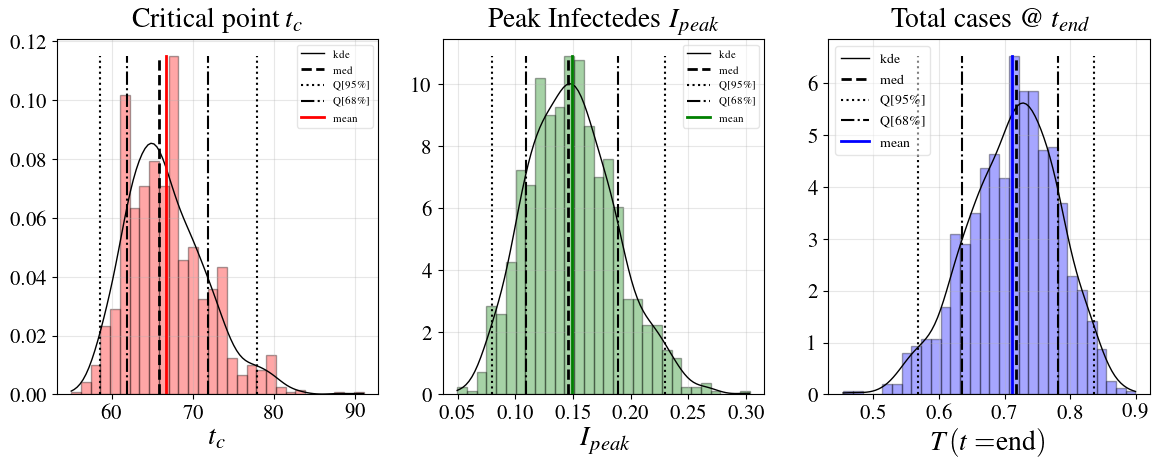 Critical point t_c
0.12
0.10
0.08
0.06
0.04
0.02
0.00
60
70
80
90
t_c
kde
med
Q[95%]
Q[68%]
mean
Peak Infectedes I_peak
10
8
6
4
2
0
0.05
0.10
0.15
0.20
0.25
0.30
I_peak
kde
med
Q[95%]
Q[68%]
mean
Total cases @ t_end
6
5
4
3
2
1
0
0.5
0.6
0.7
0.8
0.9
T(t =end)
kde
med
Q[95%]
Q[68%]
mean